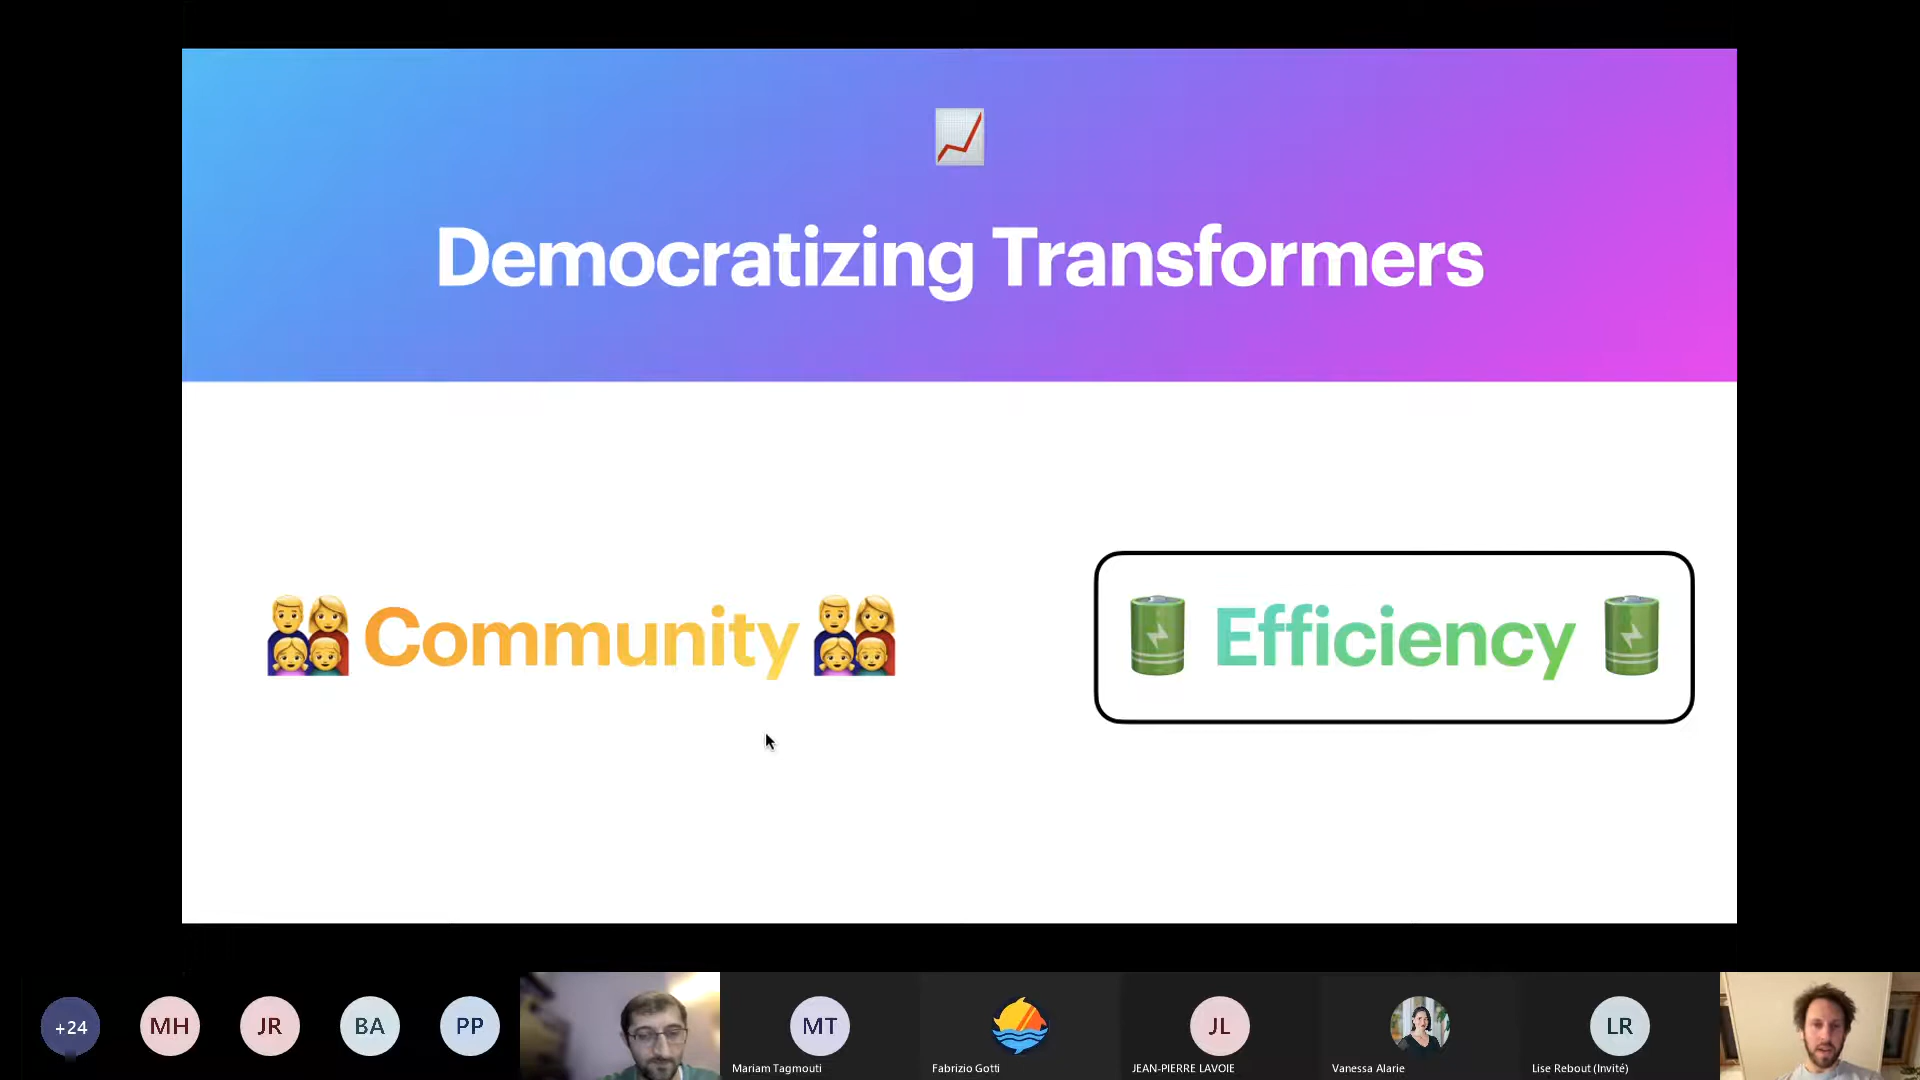 Democratizing Transformers
Community
Efficiency
+24
MH
JR
BA
PP
MT
JL
LR
Mariam Tagmouti
Fabrizio Gotti
JEAN-PIERRE LAVOIE
Vanessa Alarie
Lise Rebout (Invité)